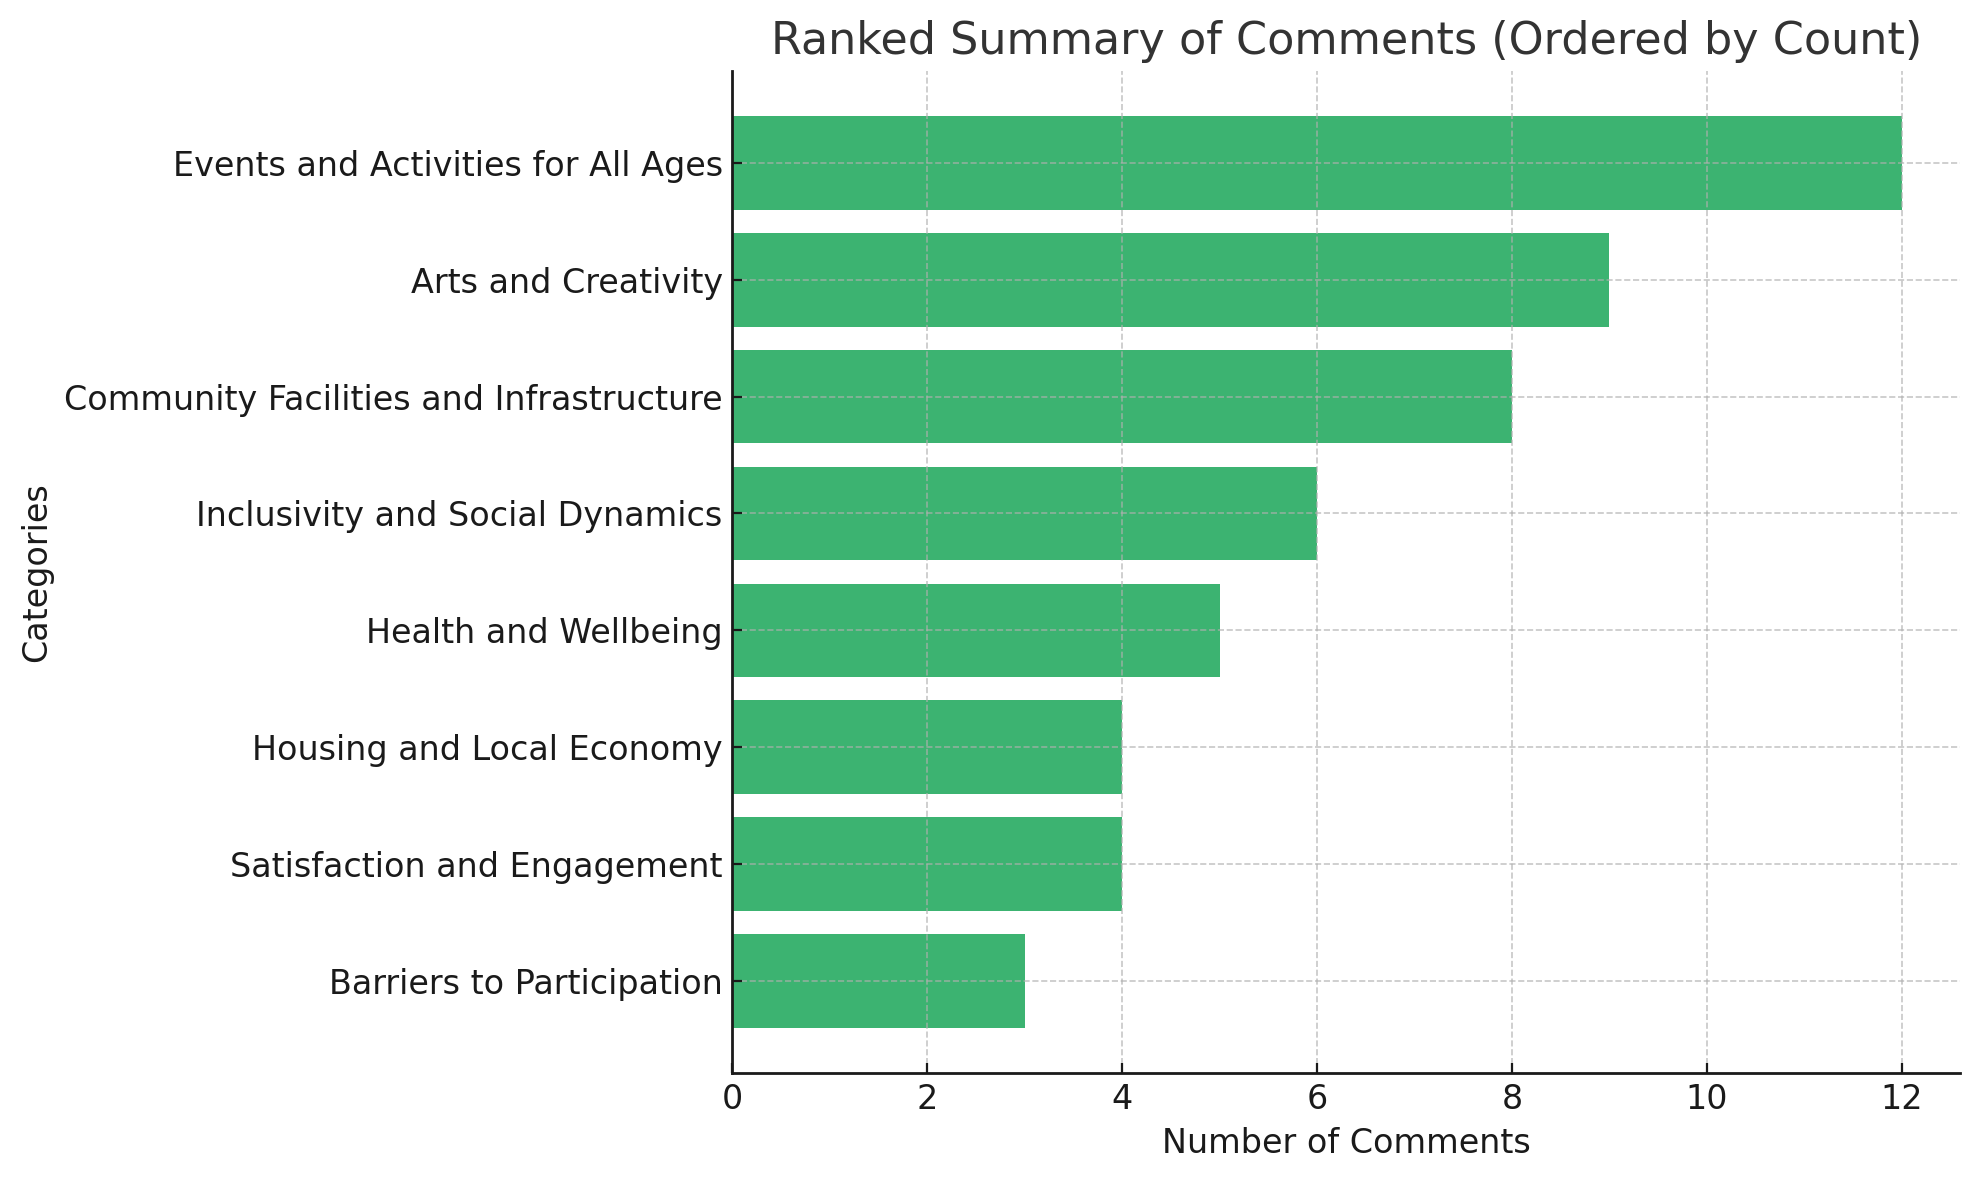 Ranked Summary of Comments (Ordered by Count)
Events and Activities for All Ages
Arts and Creativity
Community Facilities and Infrastructure
Inclusivity and Social Dynamics
Health and Wellbeing
Housing and Local Economy
Satisfaction and Engagement
Barriers to Participation
Categories
0 2 4 6 8 10 12
Number of Comments